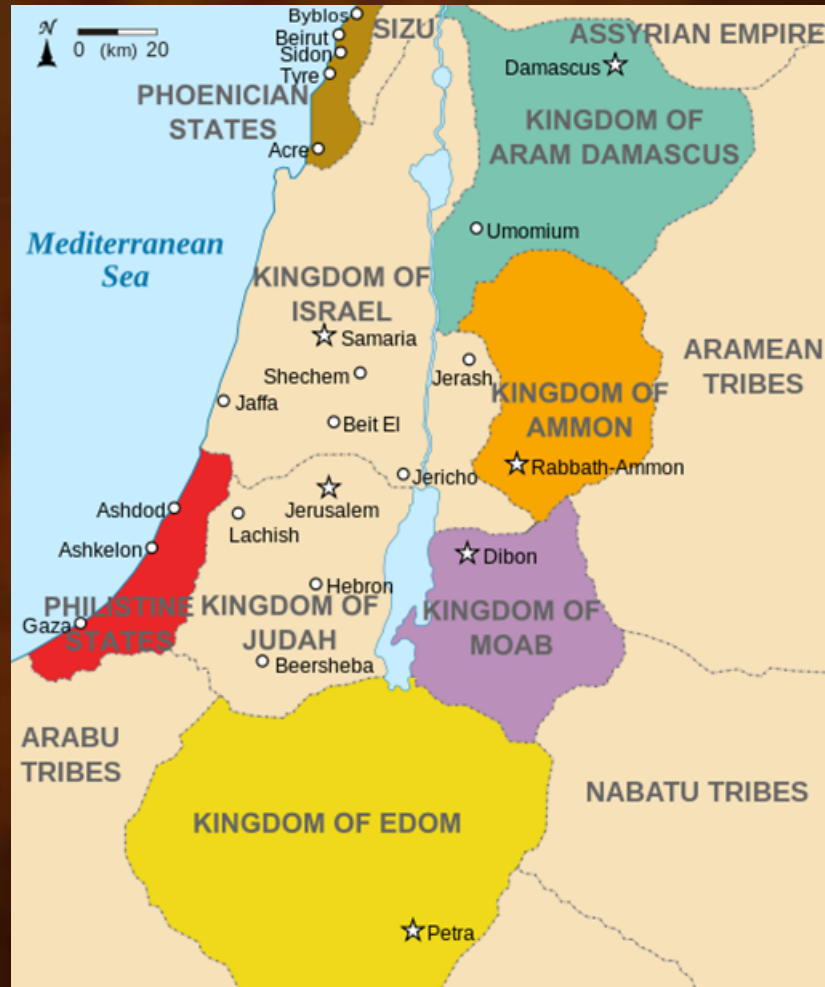 N
0 (km) 20
Byblos
Beirut
Sidon
Tyre
SIZU
ASSYRIAN EMPIRE
Damascus
PHOENICIAN
STATES
KINGDOM OF
ARAM DAMASCUS
Acre
Umomium
Mediterranean
Sea
KINGDOM OF
ISRAEL
Samaria
Shechem
Jerash
ARAMEAN
TRIBES
KINGDOM OF
AMMON
Jaffa
Beit El
Rabbath-Ammon
Jericho
Jerusalem
Ashdod
Lachish
Ashkelon
Dibon
Hebron
PHILISTINE
STATES
Gaza
KINGDOM OF
JUDAH
KINGDOM OF
MOAB
Beersheba
ARABU
TRIBES
NABATU TRIBES
KINGDOM OF EDOM
Petra